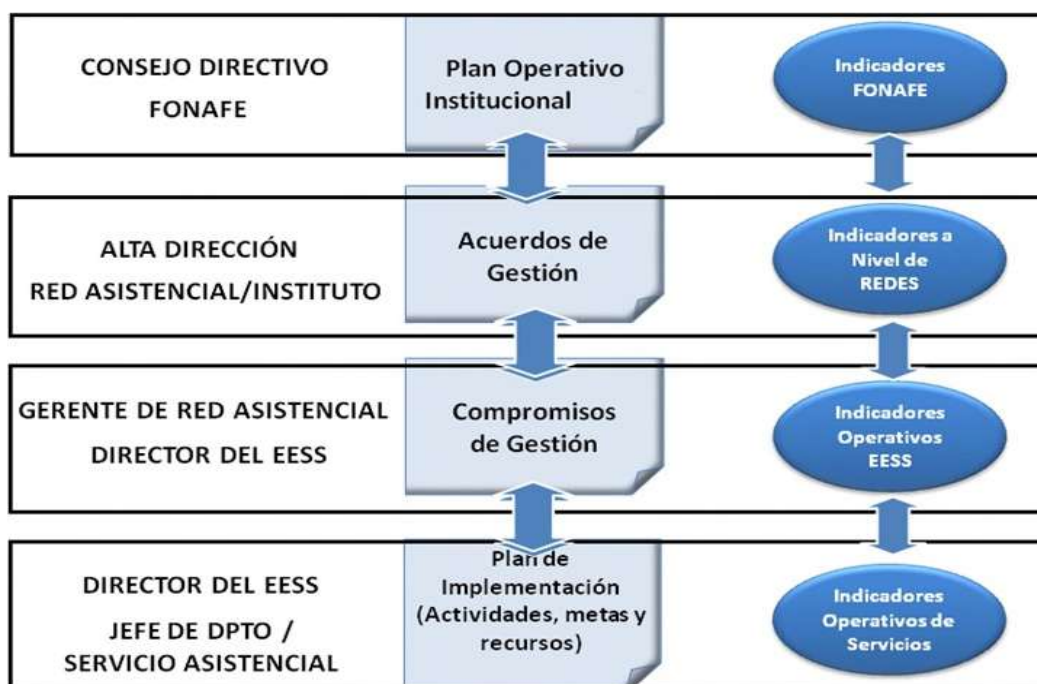 CONSEJO DIRECTIVO
FONAFE
Plan Operativo
Institucional
Indicadores
FONAFE
ALTA DIRECCIÓN
RED ASISTENCIAL/INSTITUTO
Acuerdos de
Gestión
Indicadores a
Nivel de
REDES
GERENTE DE RED ASISTENCIAL
DIRECTOR DEL EESS
Compromisos
de Gestión
Indicadores
Operativos
EESS
DIRECTOR DEL EESS
JEFE DE DPTO /
SERVICIO ASISTENCIAL
Plan de
Implementación
(Actividades, metas y
recursos)
Indicadores
Operativos de
Servicios